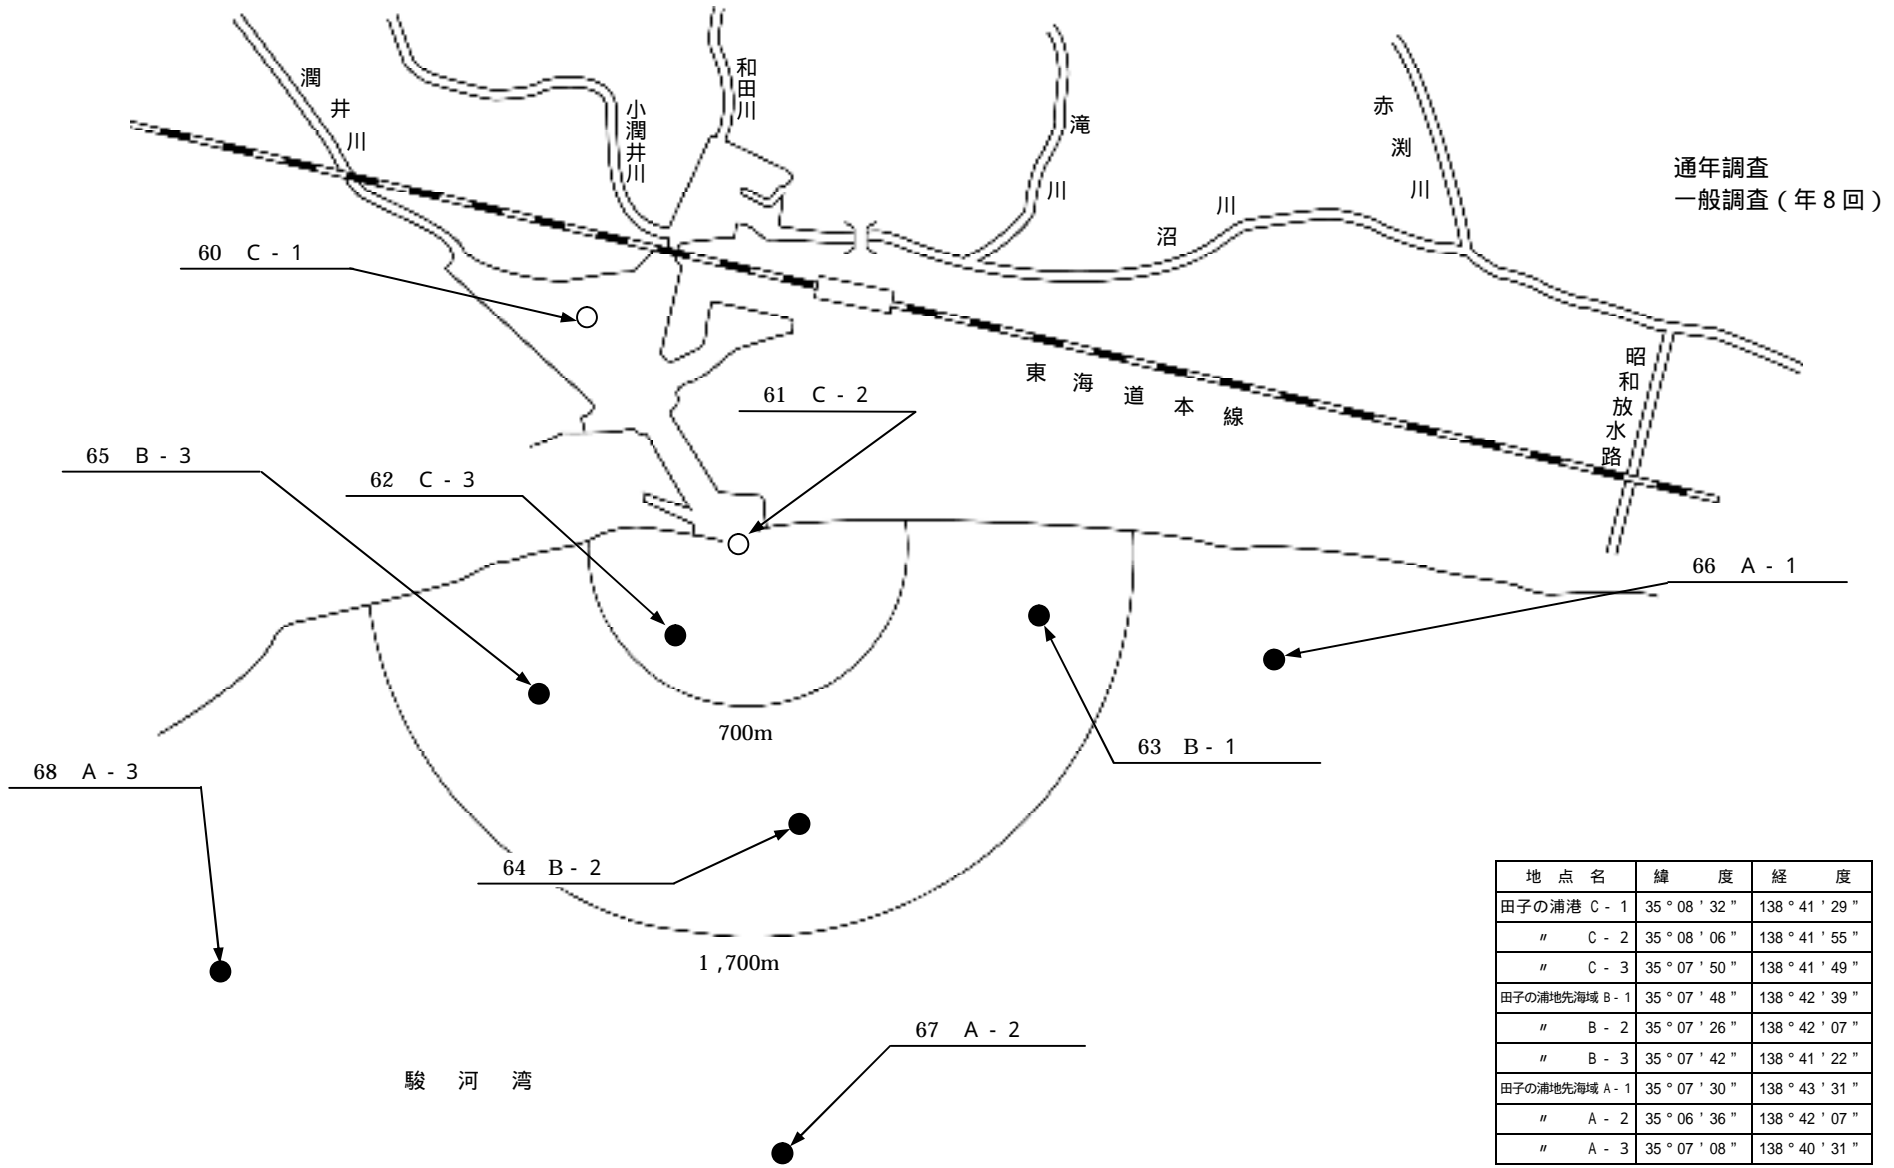 潤井川
小潤井川
和田川
滝川
沼川
赤渕川
通年調査
一般調査(年8回)
60 C - 1
東海道本線
昭和放水路
61 C - 2
65 B - 3
62 C - 3
66 A - 1
700m
63 B - 1
68 A - 3
64 B - 2
1 ,700m
67 A - 2
駿河湾
地 点 名 緯 度 経 度
田子の浦港 C - 1 35 ° 08 ' 32 " 138 ° 41 ' 29 "
〃 C - 2 35 ° 08 ' 06 " 138 ° 41 ' 55 "
〃 C - 3 35 ° 07 ' 50 " 138 ° 41 ' 49 "
田子の浦地先海域 B - 1 35 ° 07 ' 48 " 138 ° 42 ' 39 "
〃 B - 2 35 ° 07 ' 26 " 138 ° 42 ' 07 "
〃 B - 3 35 ° 07 ' 42 " 138 ° 41 ' 22 "
田子の浦地先海域 A - 1 35 ° 07 ' 30 " 138 ° 43 ' 31 "
〃 A - 2 35 ° 06 ' 36 " 138 ° 42 ' 07 "
〃 A - 3 35 ° 07 ' 08 " 138 ° 40 ' 31 "